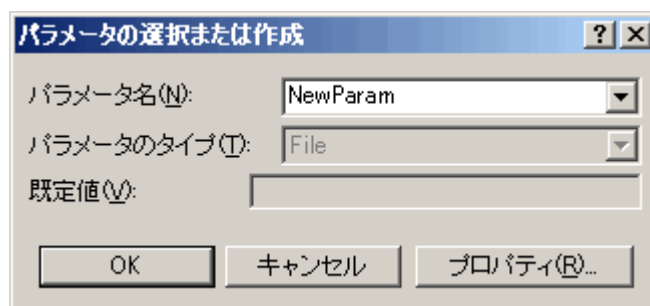 パラメータの選択または作成
パラメータ名(N): NewParam
パラメータのタイプ(T): File
既定値(V):
OK キャンセル プロパティ(R)...